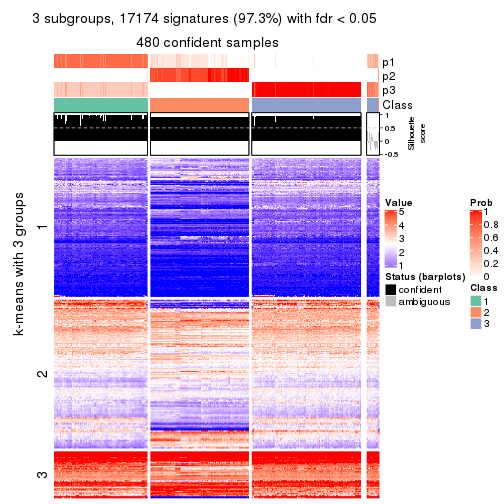 3 subgroups, 17174 signatures (97.3%) with fdr < 0.05
480 confident samples
p1
p2
p3
Class
1
0.5
0
-0.5
Silhouette
score
k-means with 3 groups
1
2
3
Value
5
4
3
2
1
Status (barplots)
confident
ambiguous
Prob
1
0.8
0.6
0.4
0.2
0
Class
1
2
3